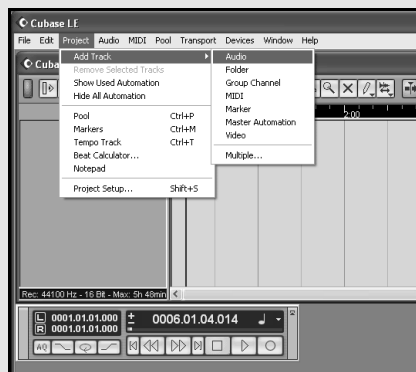 Cubase LE
File Edit Project Audio MIDI Pool Transport Devices Window Help
Cuba
Add Track
Remove Selected Tracks
Show Used Automation
Hide All Automation
Pool Ctrl+P
Markers Ctrl+M
Tempo Track Ctrl+T
Beat Calculator...
Notepad
Project Setup... Shift+S
Audio
Folder
Group Channel
MIDI
Marker
Master Automation
Video
Multiple...
2:00
Rec: 44100 Hz - 16 Bit - Max: 5h 48min
L 0001.01.01.000
R 0001.01.01.000
0006.01.04.014
AQ